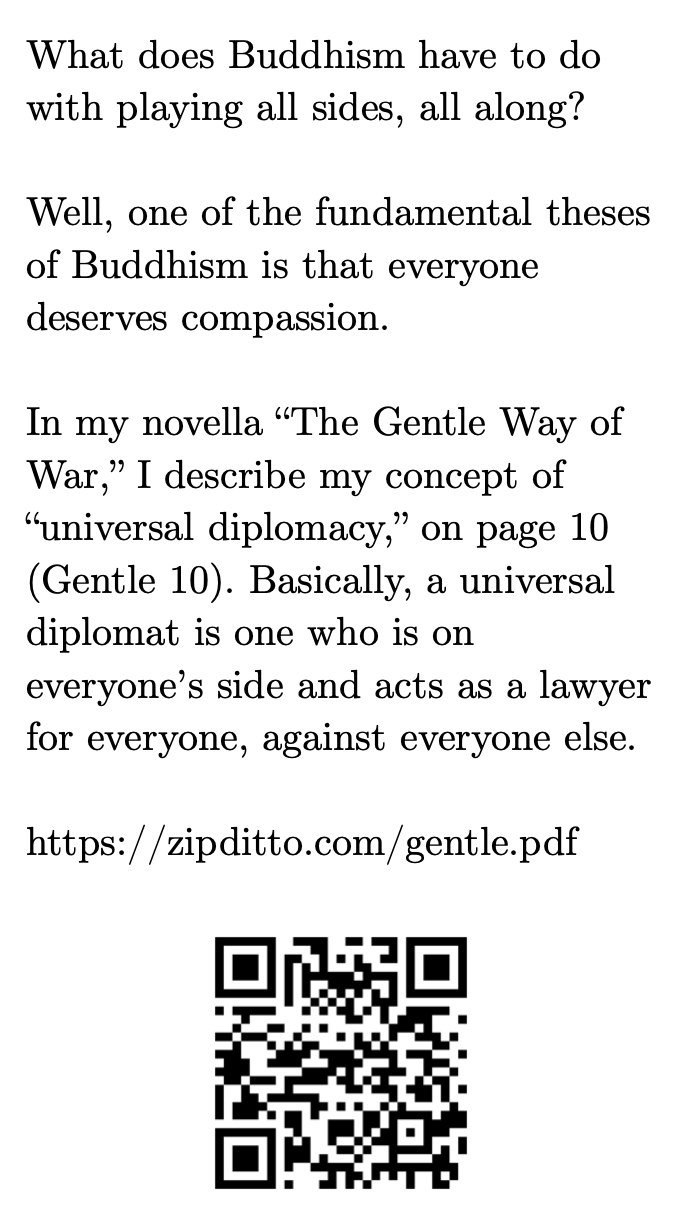 What does Buddhism have to do
with playing all sides, all along?
Well, one of the fundamental theses
of Buddhism is that everyone
deserves compassion.
In my novella “The Gentle Way of
War,” I describe my concept of
“universal diplomacy,” on page 10
(Gentle 10). Basically, a universal
diplomat is one who is on
everyone’s side and acts as a lawyer
for everyone, against everyone else.
https://zipditto.com/gentle.pdf